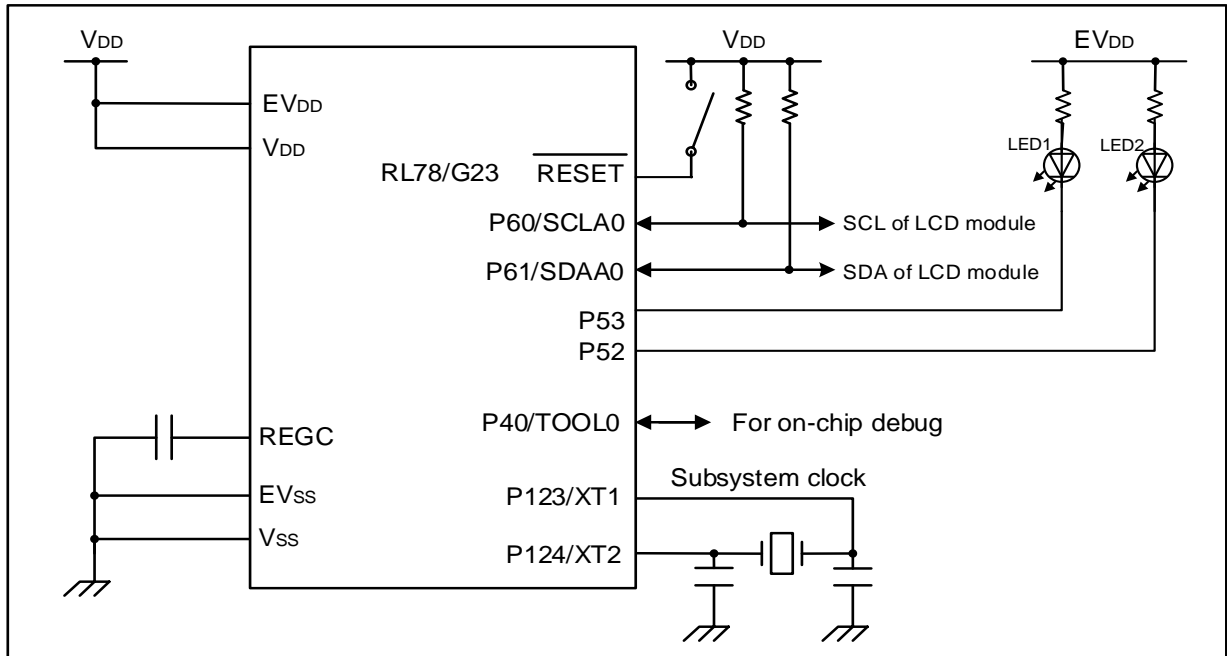 VDD
EVDD
VDD
RL78/G23
RESET
P60/SCLA0
P61/SDAA0
P53
P52
P40/TOOL0
REGC
EVSS
VSS
P123/XT1
P124/XT2
VDD
EVDD
LED1
LED2
SCL of LCD module
SDA of LCD module
For on-chip debug
Subsystem clock